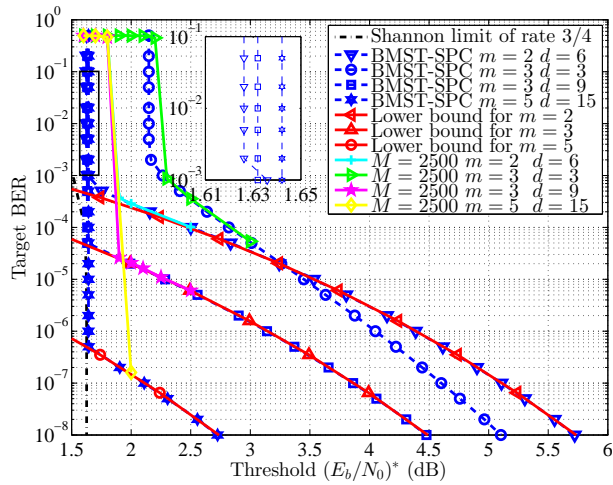 Target BER
10^0
10^-1
10^-2
10^-3
10^-4
10^-5
10^-6
10^-7
10^-8
1.5 2 2.5 3 3.5 4 4.5 5 5.5 6
Threshold (E_b/N_0)* (dB)
10^-1
10^-2
10^-3
1.61 1.63 1.65
Shannon limit of rate 3/4
BMST-SPC m = 2 d = 6
BMST-SPC m = 3 d = 3
BMST-SPC m = 3 d = 9
BMST-SPC m = 5 d = 15
Lower bound for m = 2
Lower bound for m = 3
Lower bound for m = 5
M = 2500 m = 2 d = 6
M = 2500 m = 3 d = 3
M = 2500 m = 3 d = 9
M = 2500 m = 5 d = 15